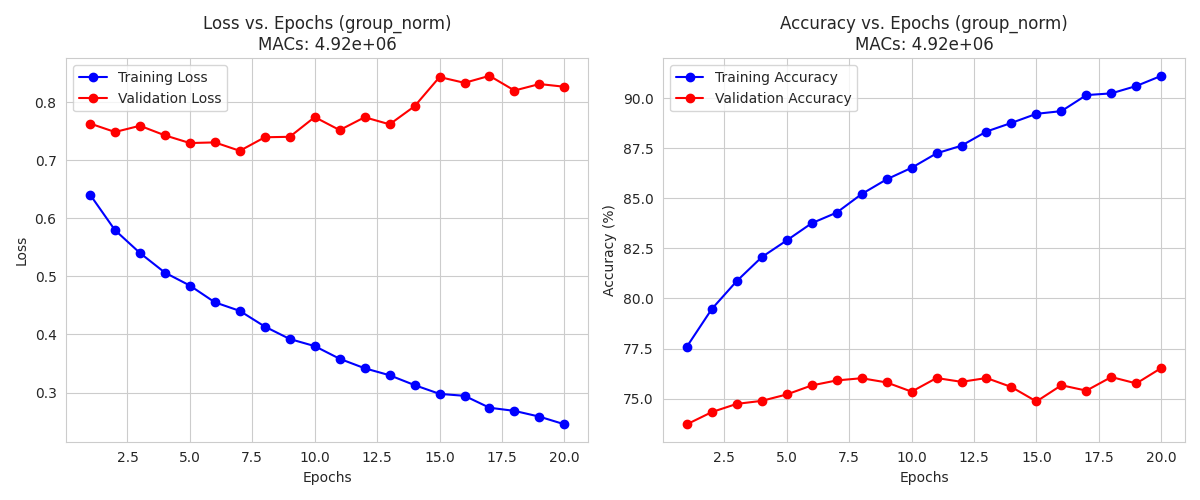 Loss vs. Epochs (group_norm)
MACs: 4.92e+06
Training Loss
Validation Loss
Loss
0.8
0.7
0.6
0.5
0.4
0.3
2.5 5.0 7.5 10.0 12.5 15.0 17.5 20.0
Epochs
Accuracy vs. Epochs (group_norm)
MACs: 4.92e+06
Training Accuracy
Validation Accuracy
Accuracy (%)
90.0
87.5
85.0
82.5
80.0
77.5
75.0
2.5 5.0 7.5 10.0 12.5 15.0 17.5 20.0
Epochs